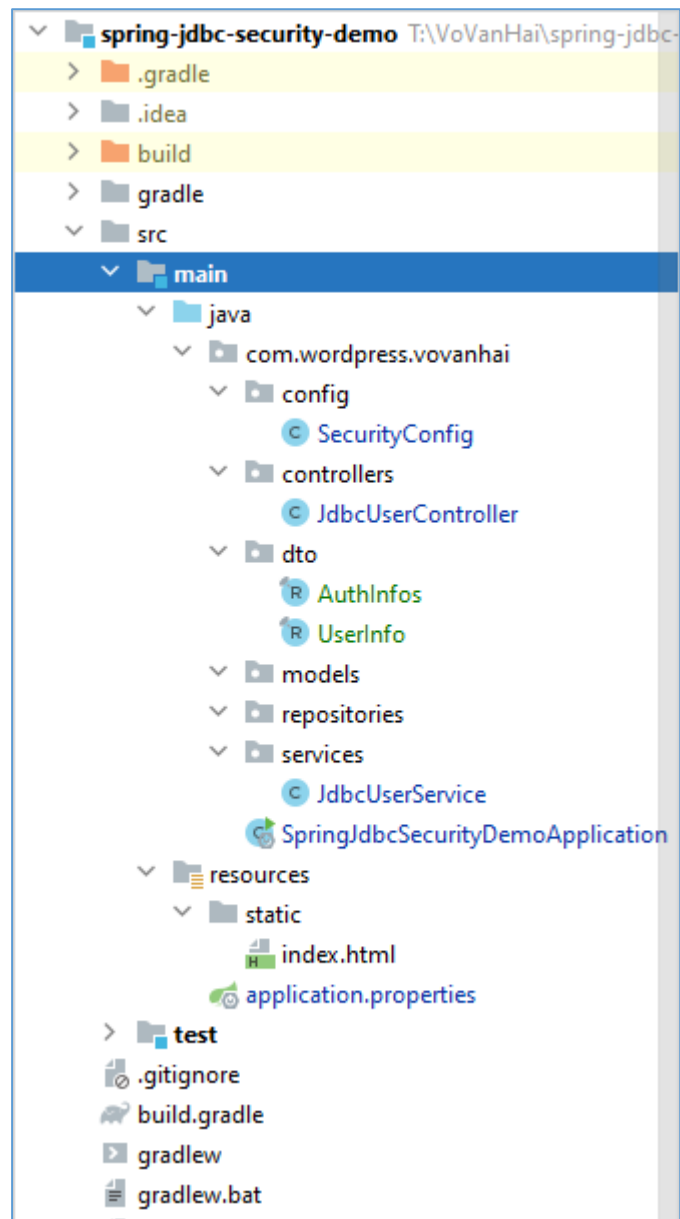 spring-jdbc-security-demo T:\VoVanHai\spring-jdbc-
.gradle
.idea
build
gradle
src
main
java
com.wordpress.vovanhai
config
C SecurityConfig
controllers
C JdbcUserController
dto
R AuthInfos
R UserInfo
models
repositories
services
C JdbcUserService
SpringJdbcSecurityDemoApplication
resources
static
H index.html
application.properties
test
.gitignore
build.gradle
gradlew
gradlew.bat